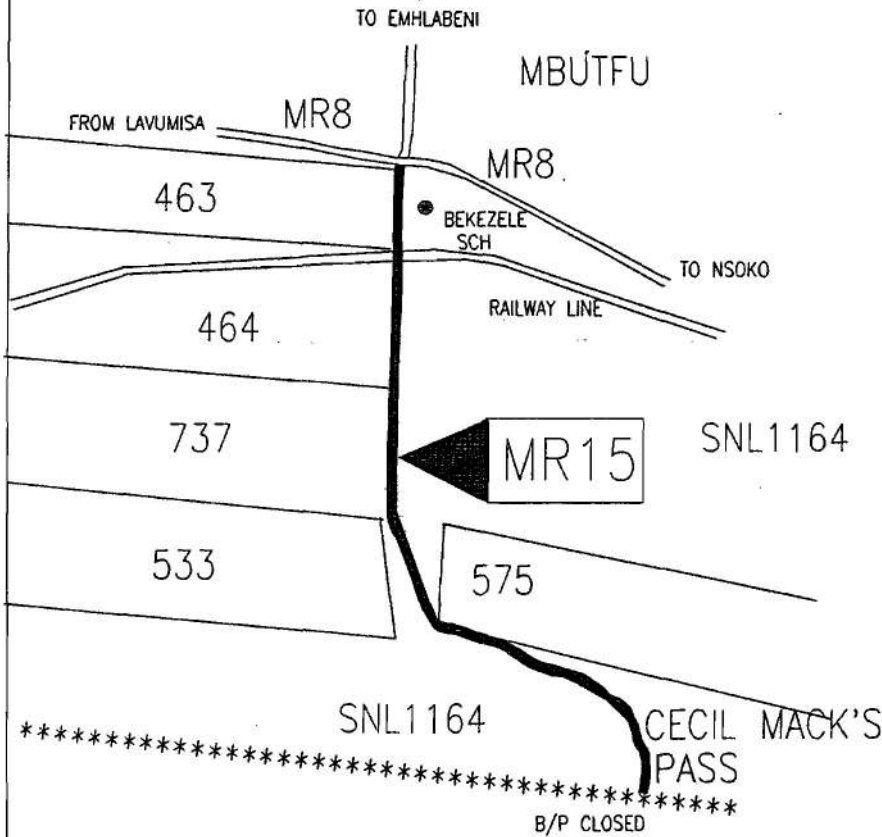 TO EMHLABENI
MBÚTFU
FROM LAVUMISA
MR8
MR8
463
BEKEZELE
SCH
TO NSOKO
RAILWAY LINE
464
737
MR15
SNL1164
533
575
SNL1164
CECIL MACK'S
PASS
*****************************************
B/P CLOSED